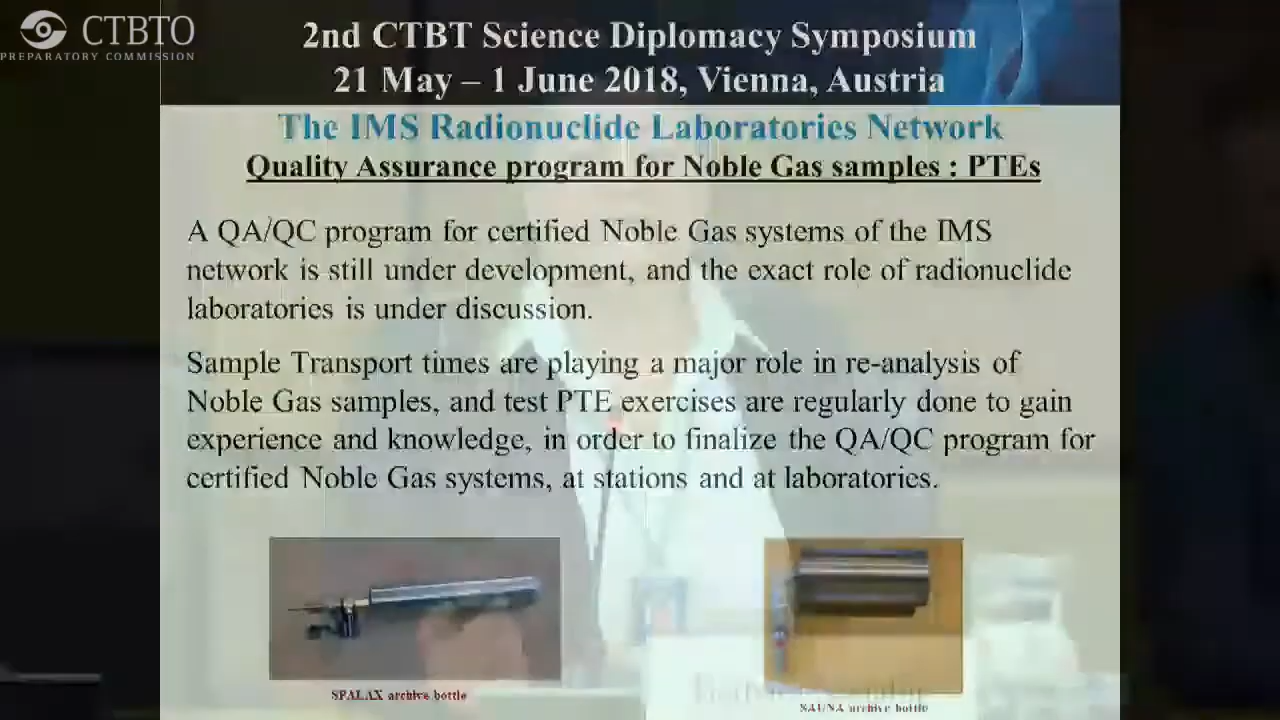 CTBTO
PREPARATORY COMMISSION
2nd CTBT Science Diplomacy Symposium
21 May – 1 June 2018, Vienna, Austria
The IMS Radionuclide Laboratories Network
Quality Assurance program for Noble Gas samples : PTEs
A QA/QC program for certified Noble Gas systems of the IMS
network is still under development, and the exact role of radionuclide
laboratories is under discussion.
Sample Transport times are playing a major role in re-analysis of
Noble Gas samples, and test PTE exercises are regularly done to gain
experience and knowledge, in order to finalize the QA/QC program for
certified Noble Gas systems, at stations and at laboratories.
SPALAX archive bottle
SAUNA archive bottle